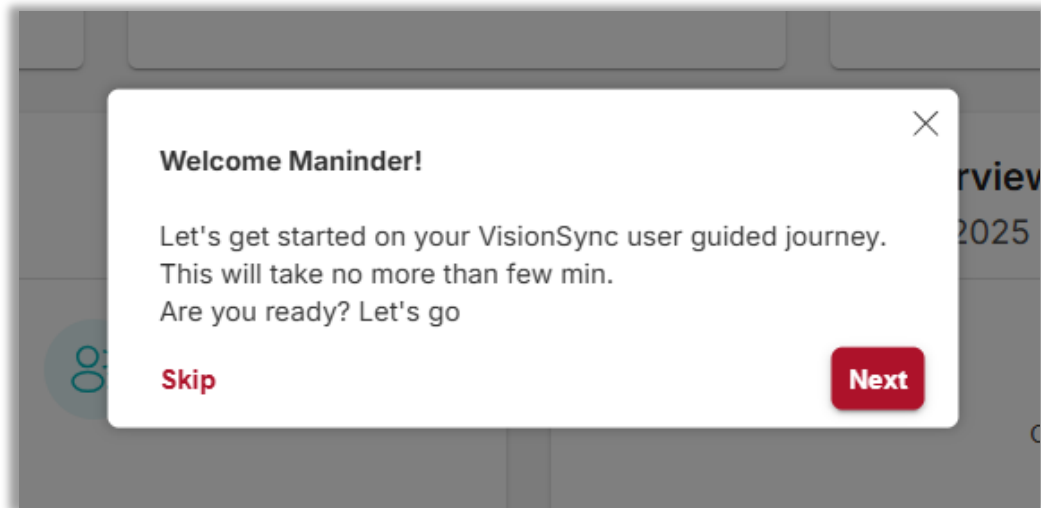 Welcome Maninder!
Let's get started on your VisionSync user guided journey.
This will take no more than few min.
Are you ready? Let's go
Skip
Next
2025